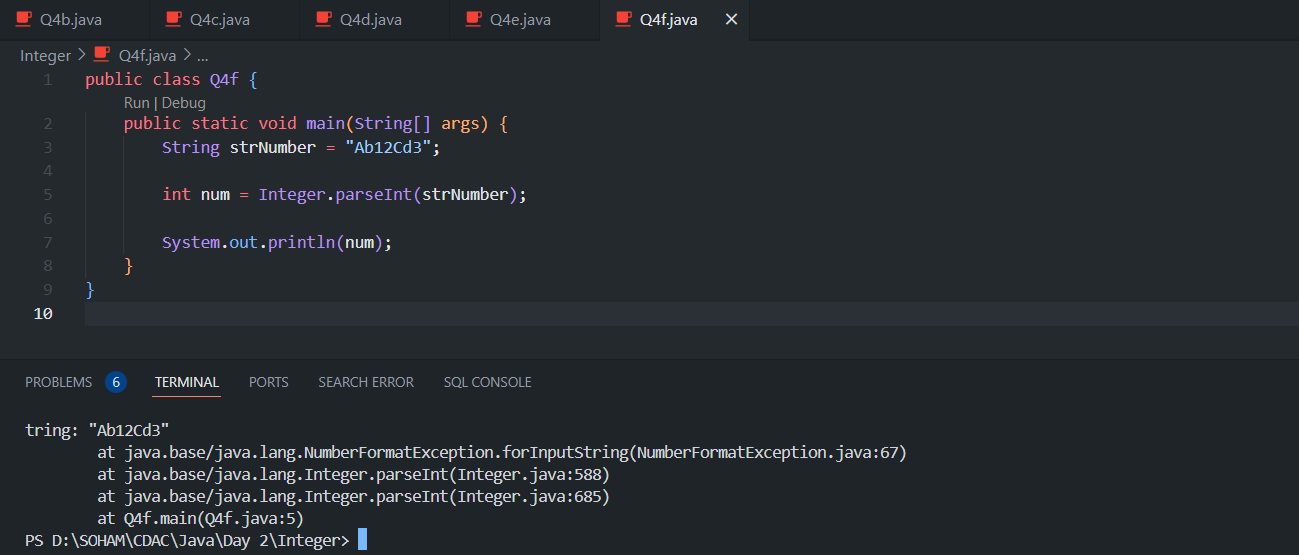 Q4b.java Q4c.java Q4d.java Q4e.java Q4f.java ×
Integer > Q4f.java > ...
1 public class Q4f {
Run | Debug
2 public static void main(String[] args) {
3 String strNumber = "Ab12Cd3";
4
5 int num = Integer.parseInt(strNumber);
6
7 System.out.println(num);
8 }
9 }
10
PROBLEMS 6 TERMINAL PORTS SEARCH ERROR SQL CONSOLE
tring: "Ab12Cd3"
at java.base/java.lang.NumberFormatException.forInputString(NumberFormatException.java:67)
at java.base/java.lang.Integer.parseInt(Integer.java:588)
at java.base/java.lang.Integer.parseInt(Integer.java:685)
at Q4f.main(Q4f.java:5)
PS D:\SOHAM\CDAC\Java\Day 2\Integer>